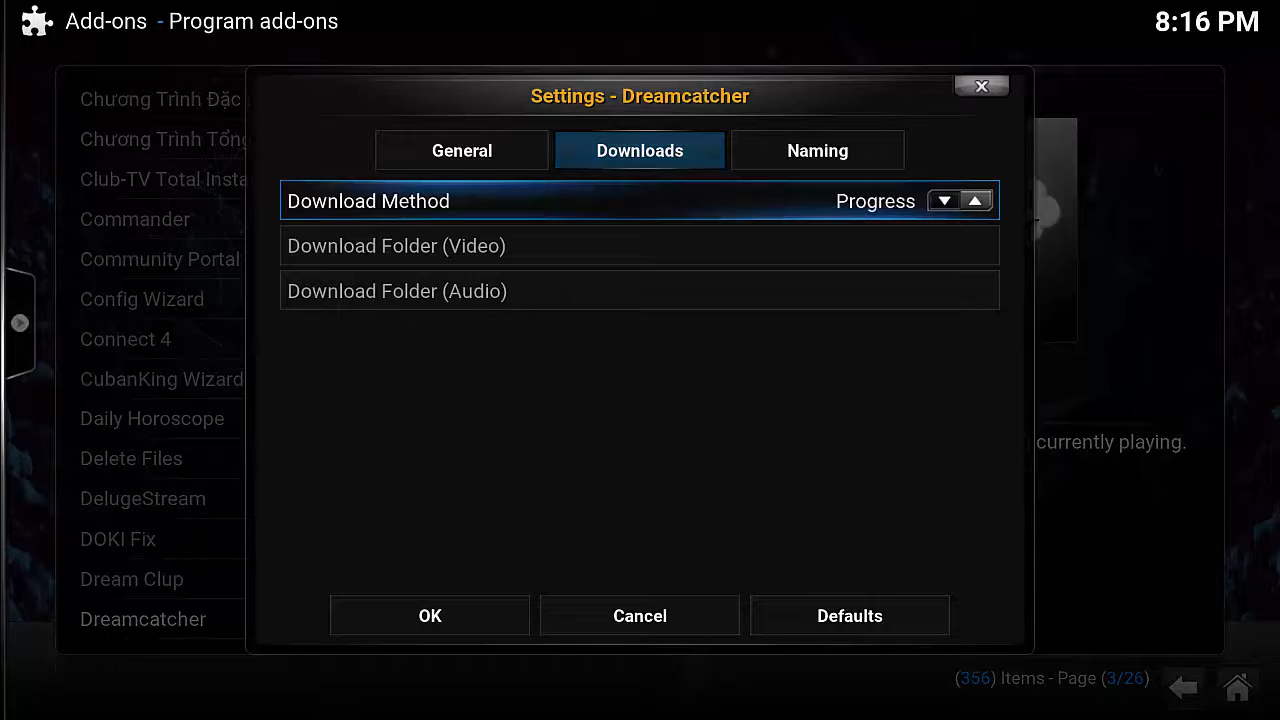 Add-ons - Program add-ons
8:16 PM
Settings - Dreamcatcher
General Downloads Naming
Download Method Progress
Download Folder (Video)
Download Folder (Audio)
OK Cancel Defaults
Chương Trình Đặc
Chương Trình Tổng
Club-TV Total Insta
Commander
Community Portal
Config Wizard
Connect 4
CubanKing Wizard
Daily Horoscope
Delete Files
DelugeStream
DOKI Fix
Dream Clup
Dreamcatcher
currently playing.
(356) Items - Page (3/26)